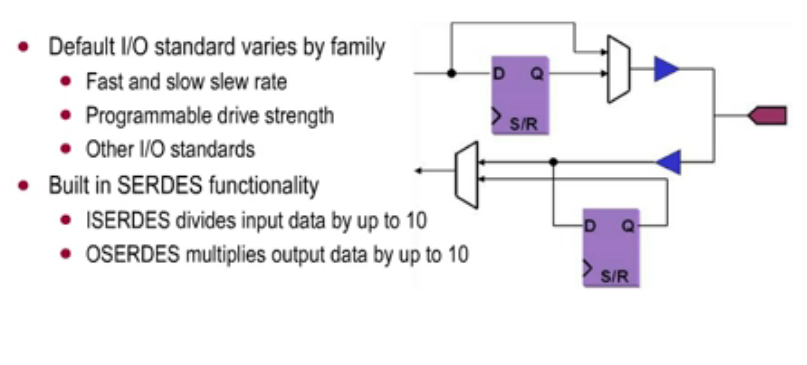 Default I/O standard varies by family
Fast and slow slew rate
Programmable drive strength
Other I/O standards
Built in SERDES functionality
ISERDES divides input data by up to 10
OSERDES multiplies output data by up to 10
D Q
S/R
D Q
S/R